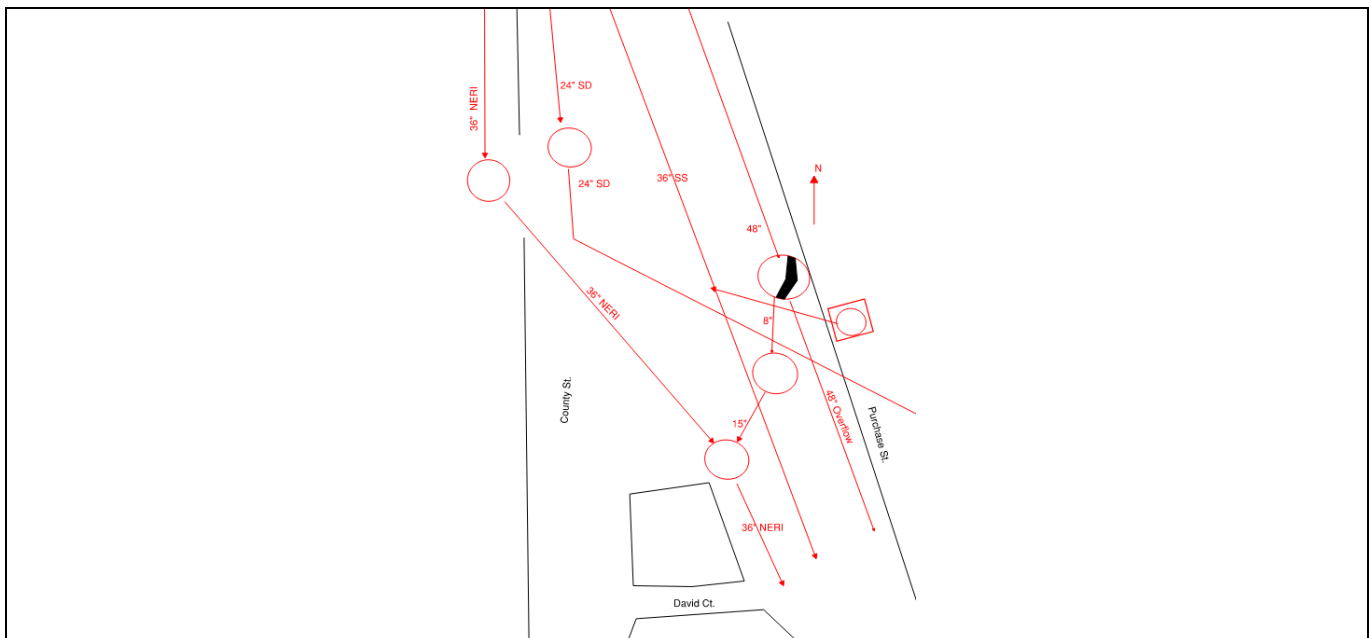 24" SD
36" NERI
N
36" SS
24" SD
48"
36" NERI
8"
County St.
48" Overflow
Purchase St.
15"
36" NERI
David Ct.